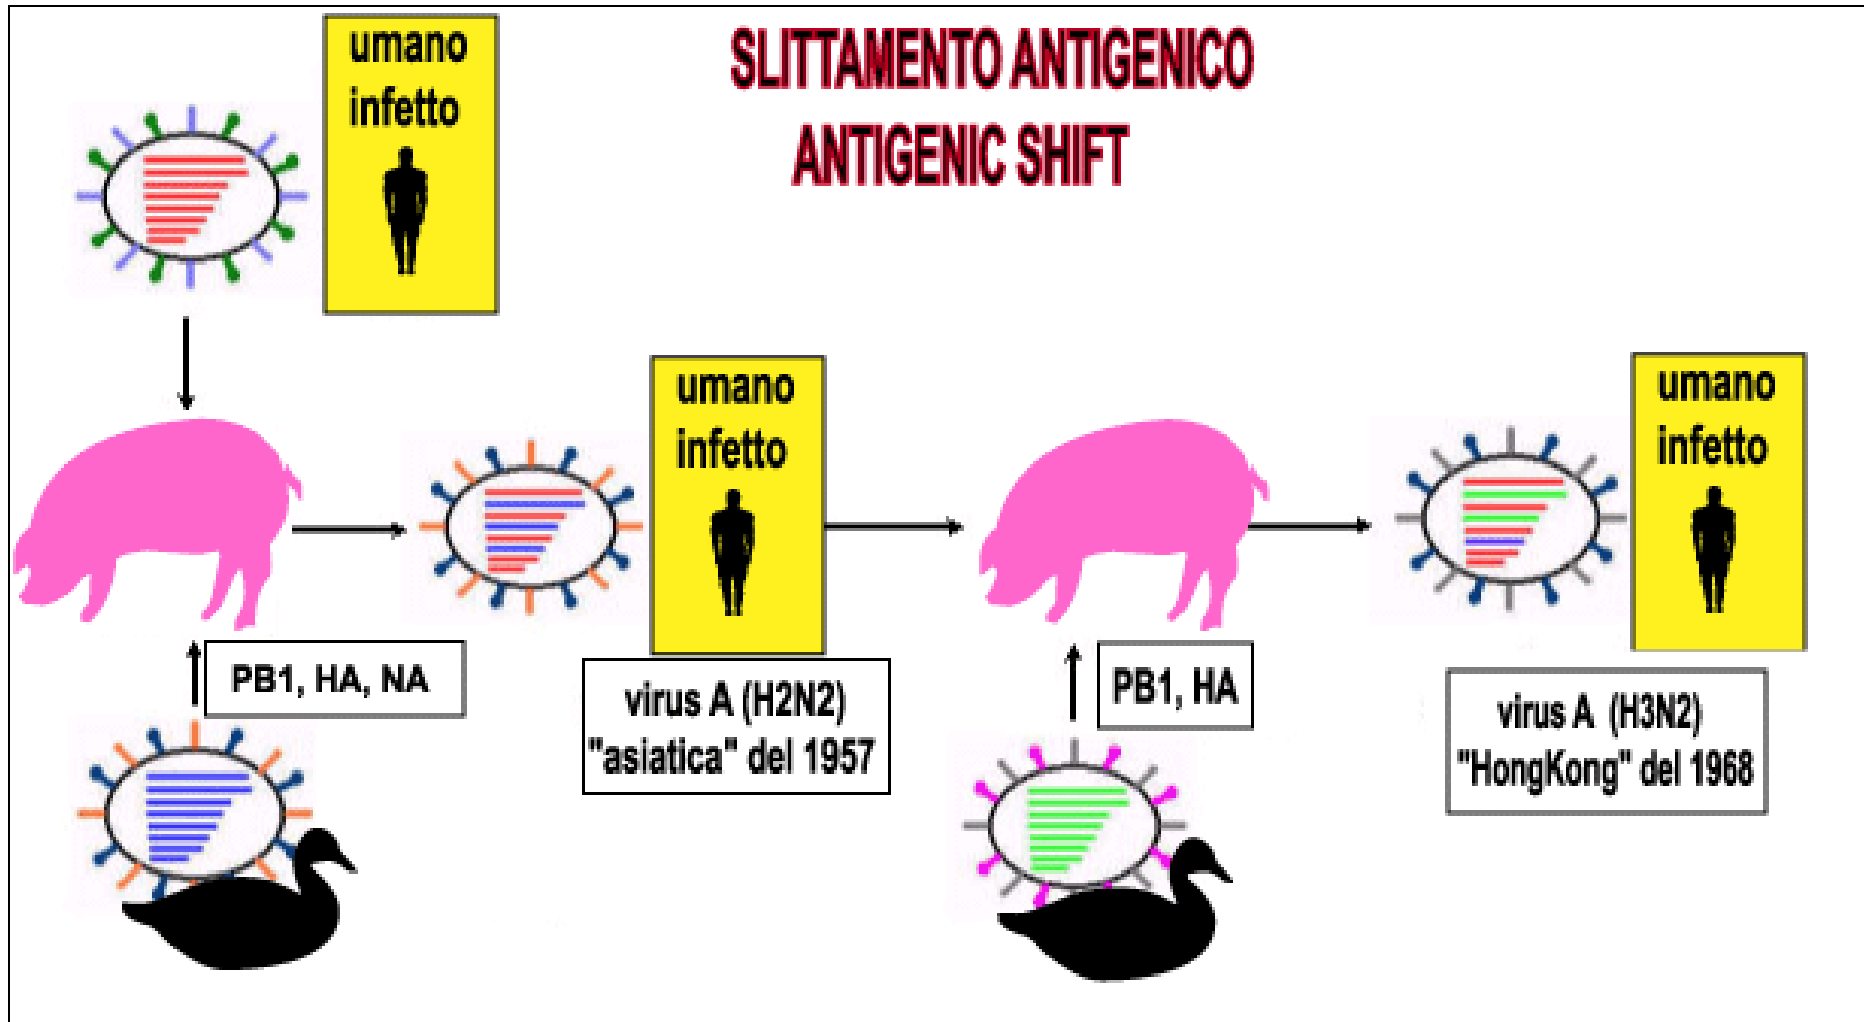 umano
infetto
SLITTAMENTO ANTIGENICO
ANTIGENIC SHIFT
umano
infetto
umano
infetto
PB1, HA, NA
virus A (H2N2)
"asiatica" del 1957
PB1, HA
virus A (H3N2)
"HongKong" del 1968